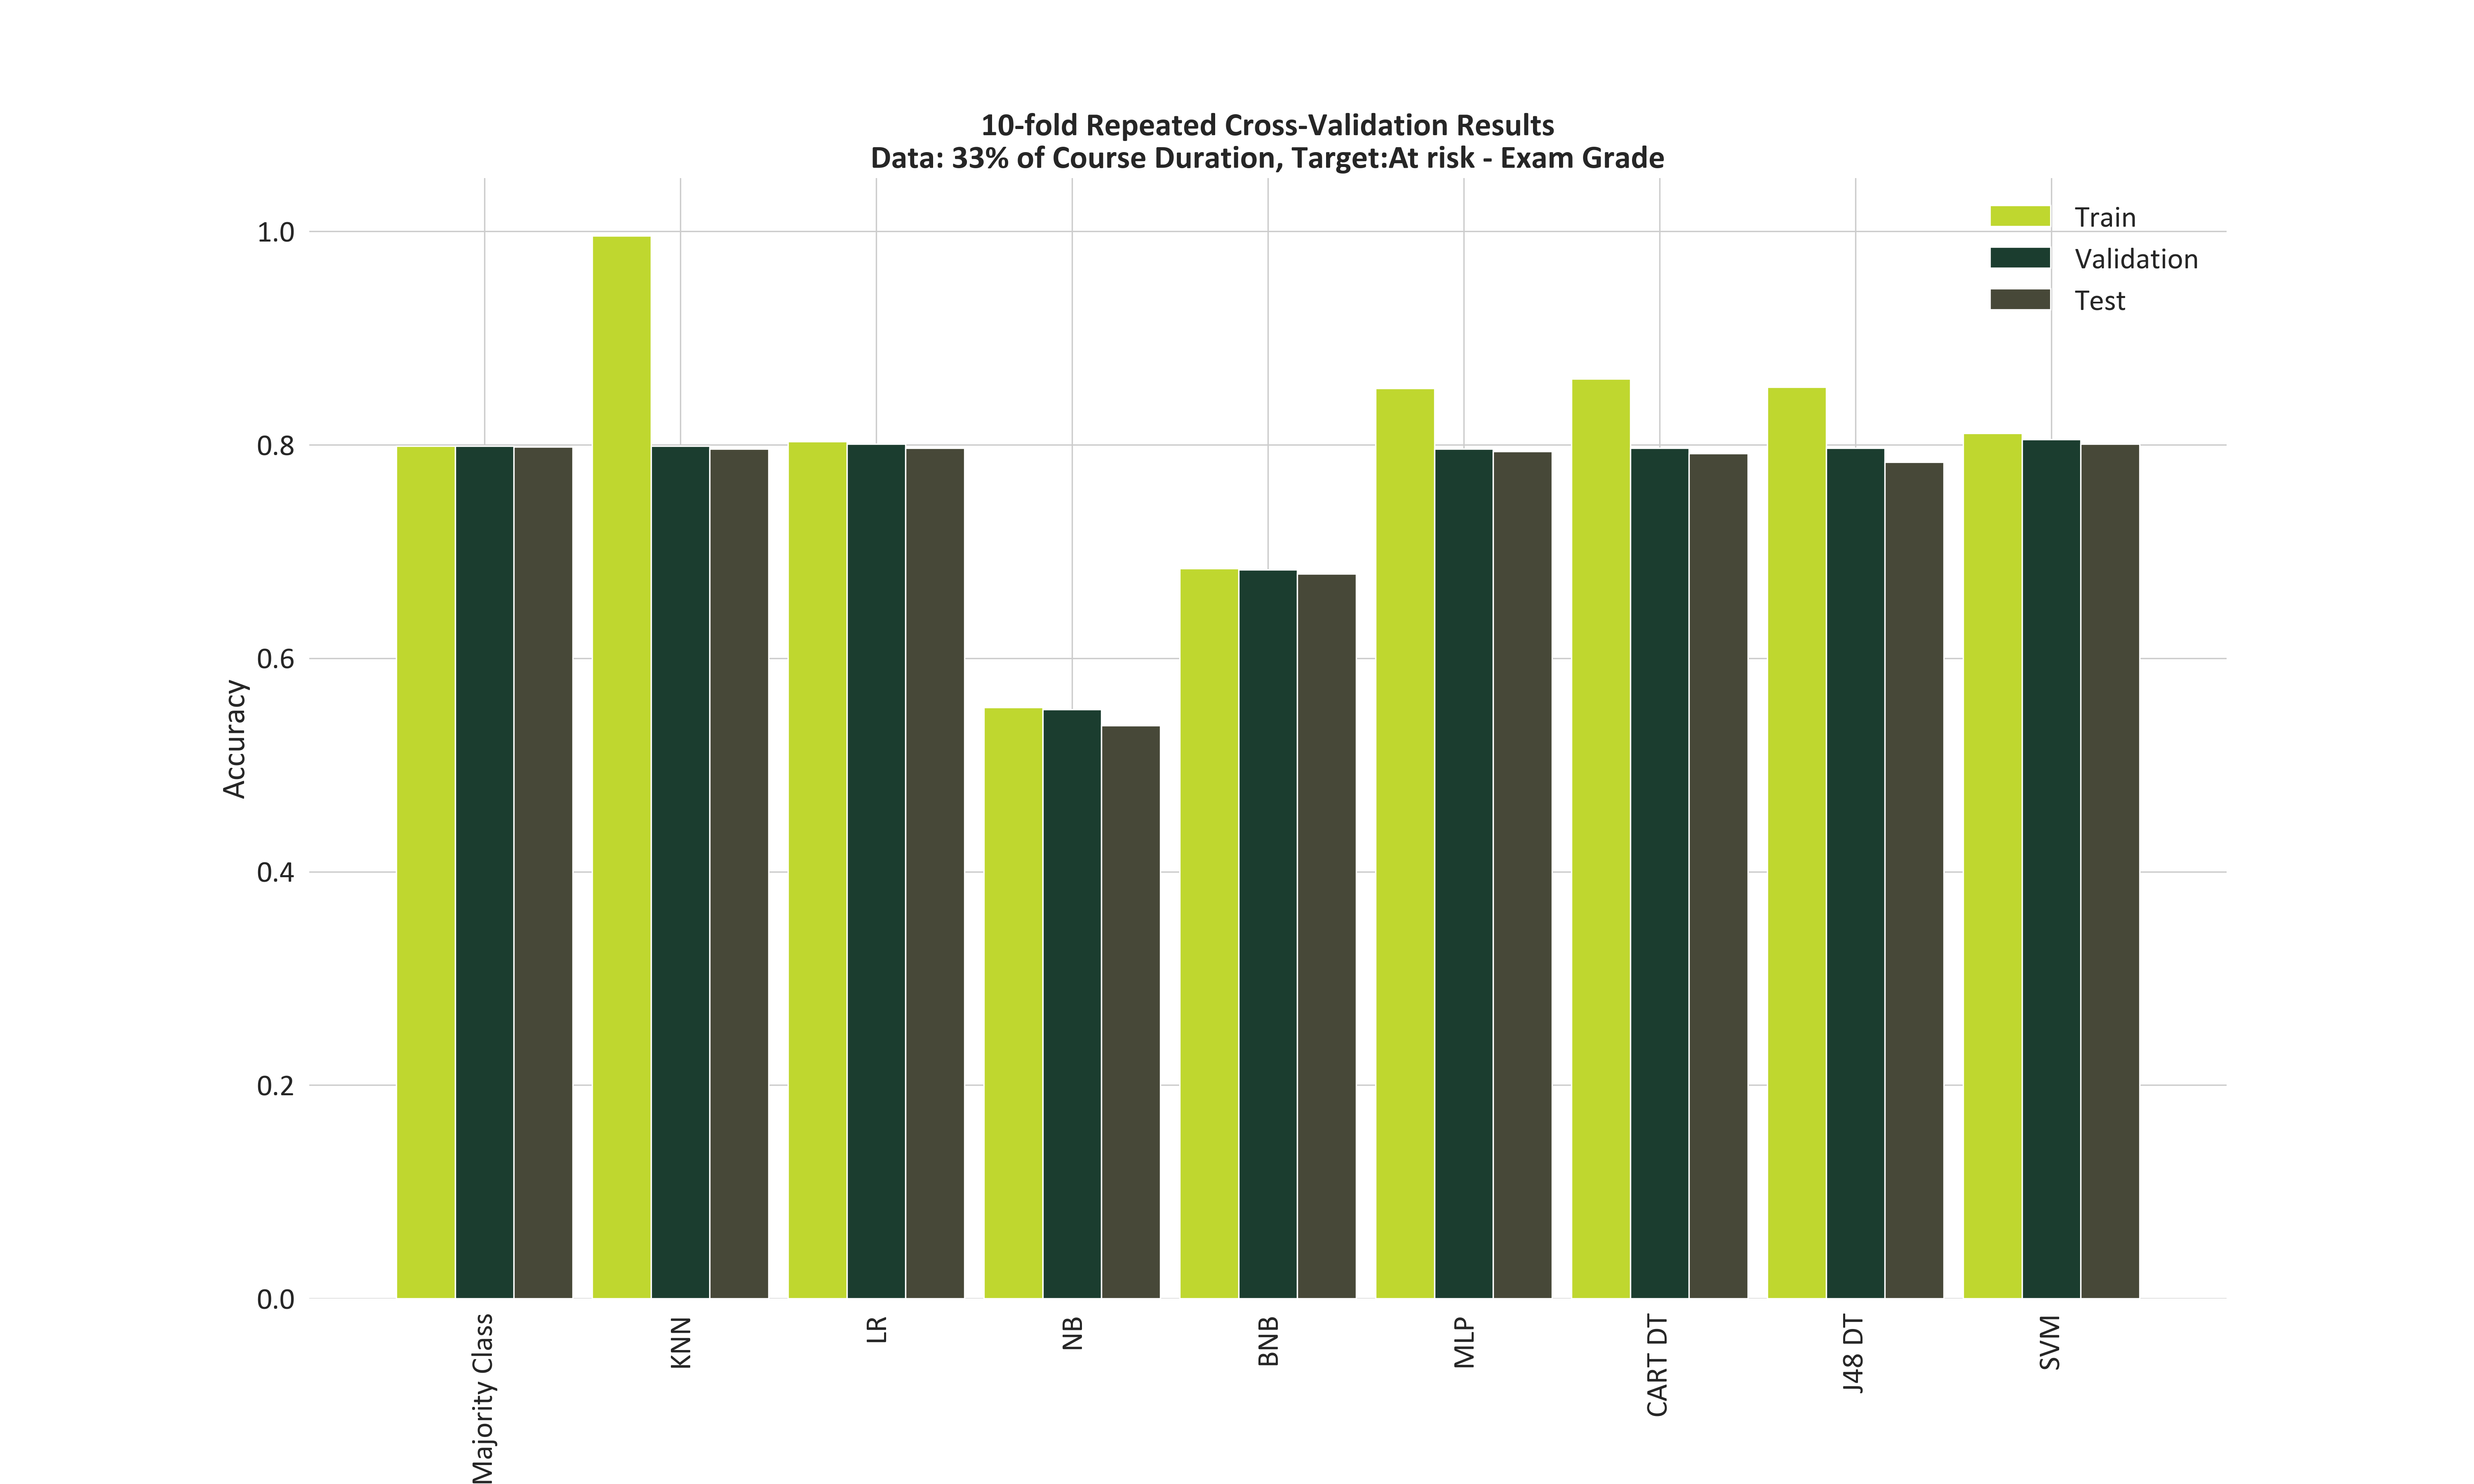 10-fold Repeated Cross-Validation Results
Data: 33% of Course Duration, Target:At risk - Exam Grade
Train
Validation
Test
Accuracy
1.0
0.8
0.6
0.4
0.2
0.0
Majority Class
KNN
LR
NB
BNB
MLP
CART DT
J48 DT
SVM